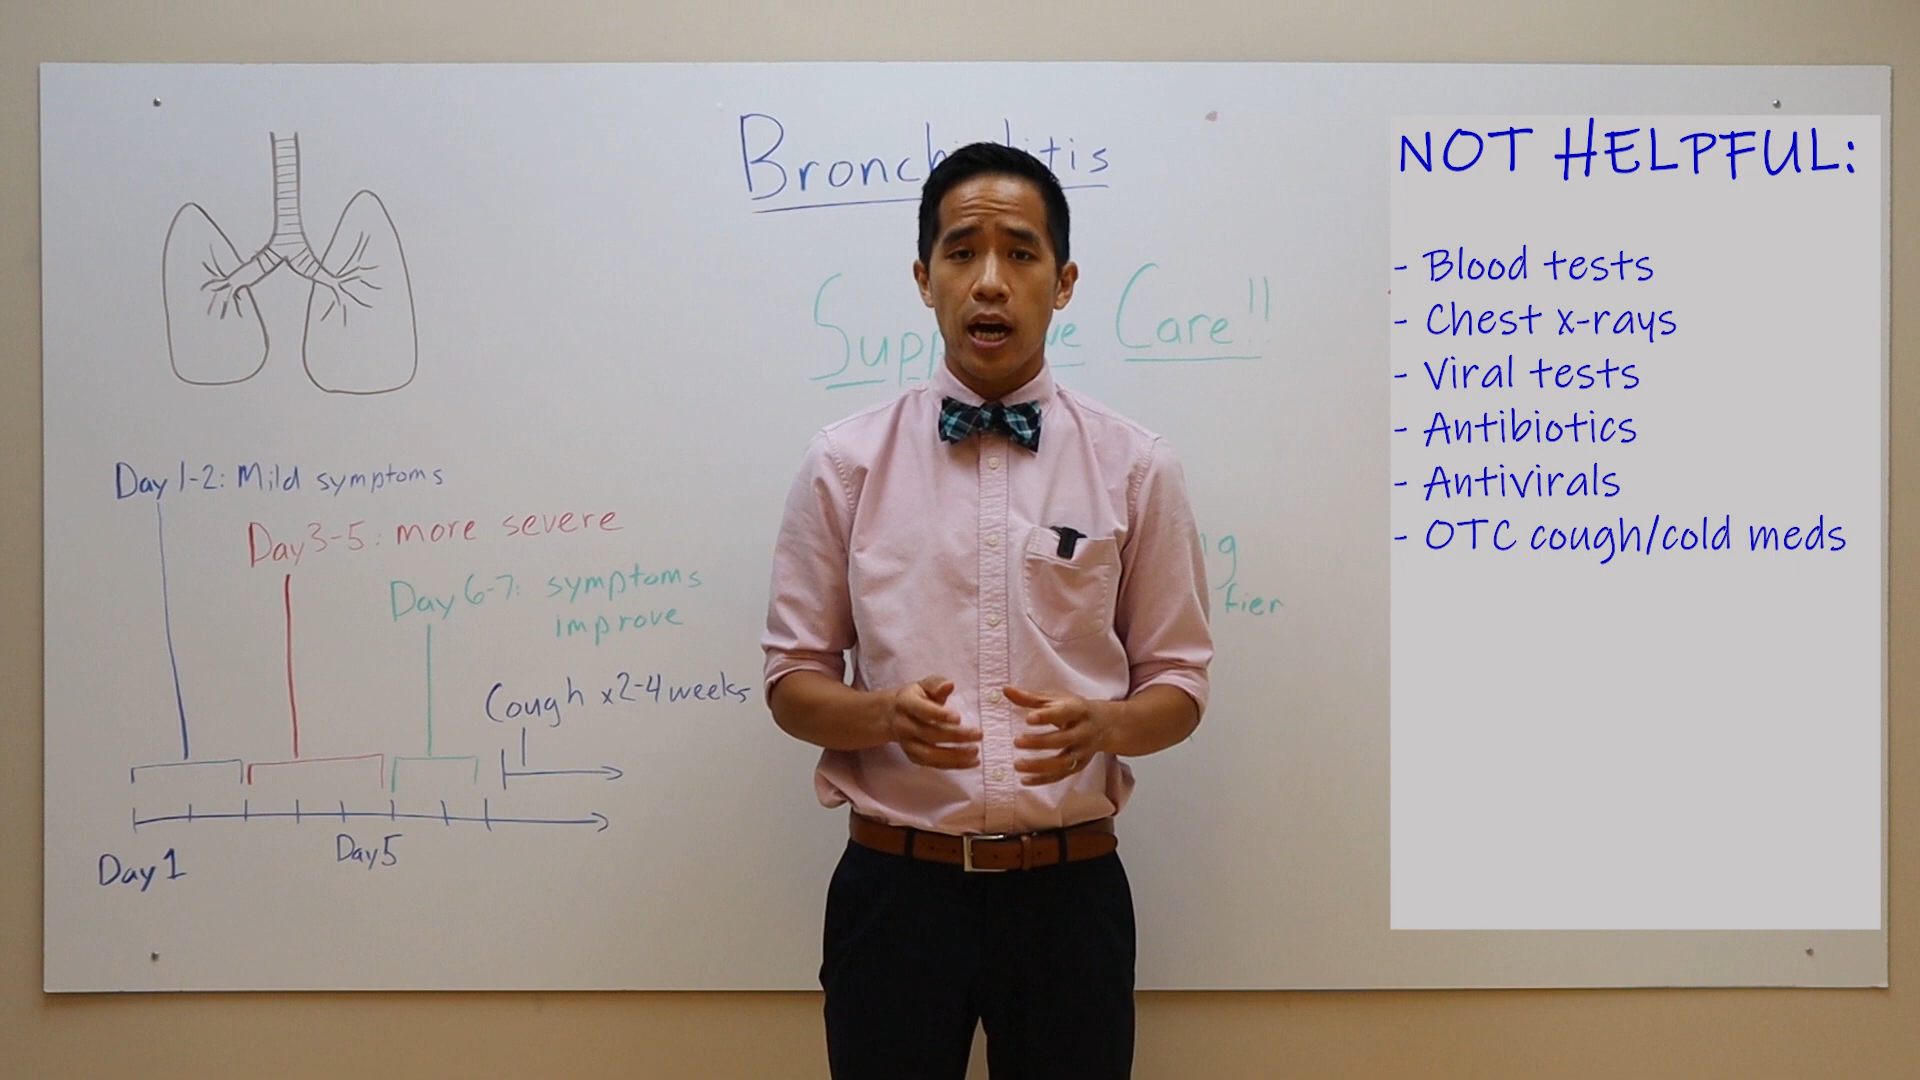 Supp ve Care!!
Day 1-2: Mild symptoms
Day 3-5: more severe
Day 6-7: symptoms
improve
Cough x2-4 weeks
Day 1
Day 5
NOT HELPFUL:
- Blood tests
- Chest x-rays
- Viral tests
- Antibiotics
- Antivirals
- OTC cough/cold meds